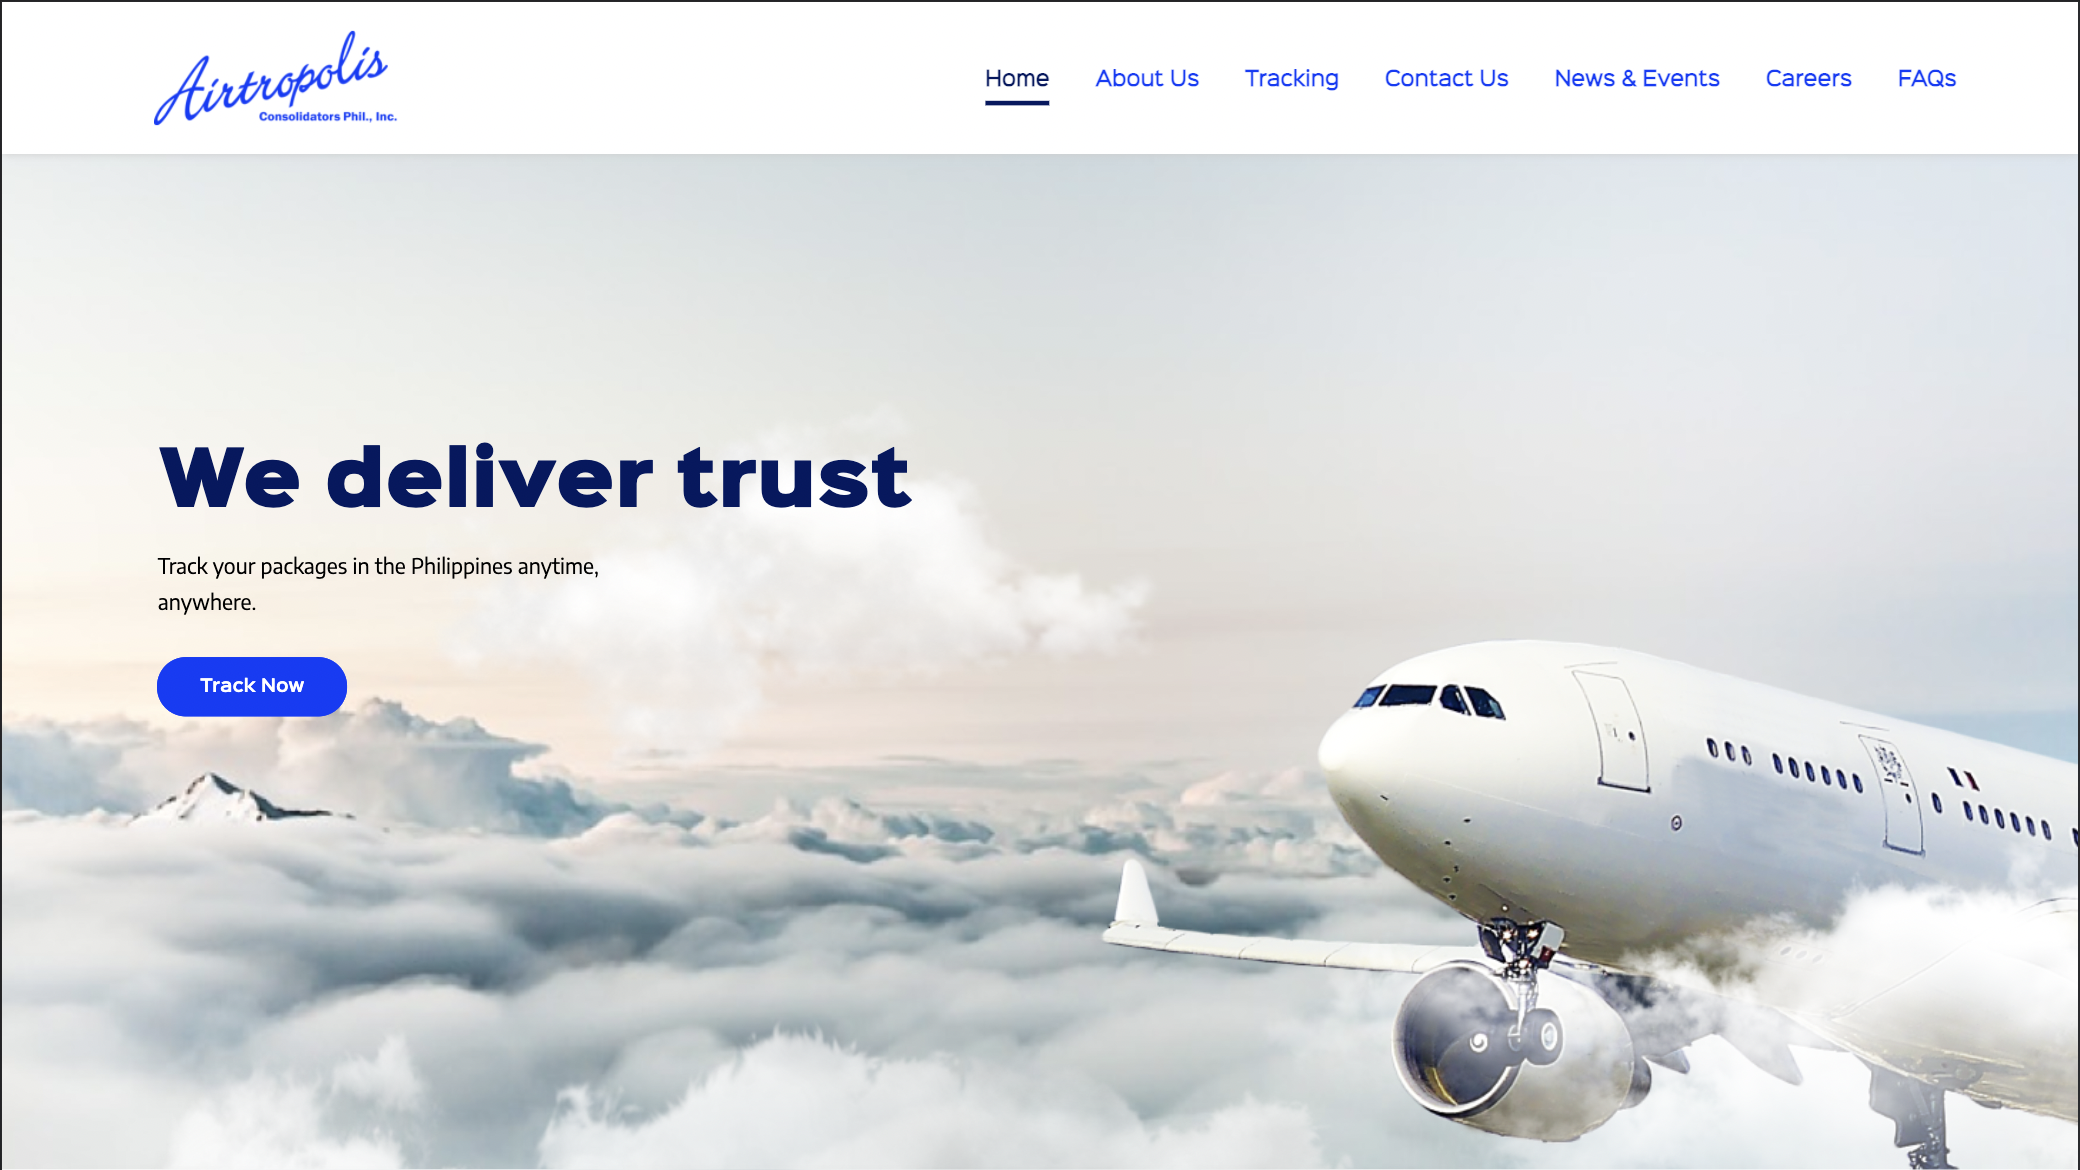 Airtropolis
Consolidators Phil., Inc.
Home About Us Tracking Contact Us News & Events Careers FAQs
We deliver trust
Track your packages in the Philippines anytime,
anywhere.
Track Now